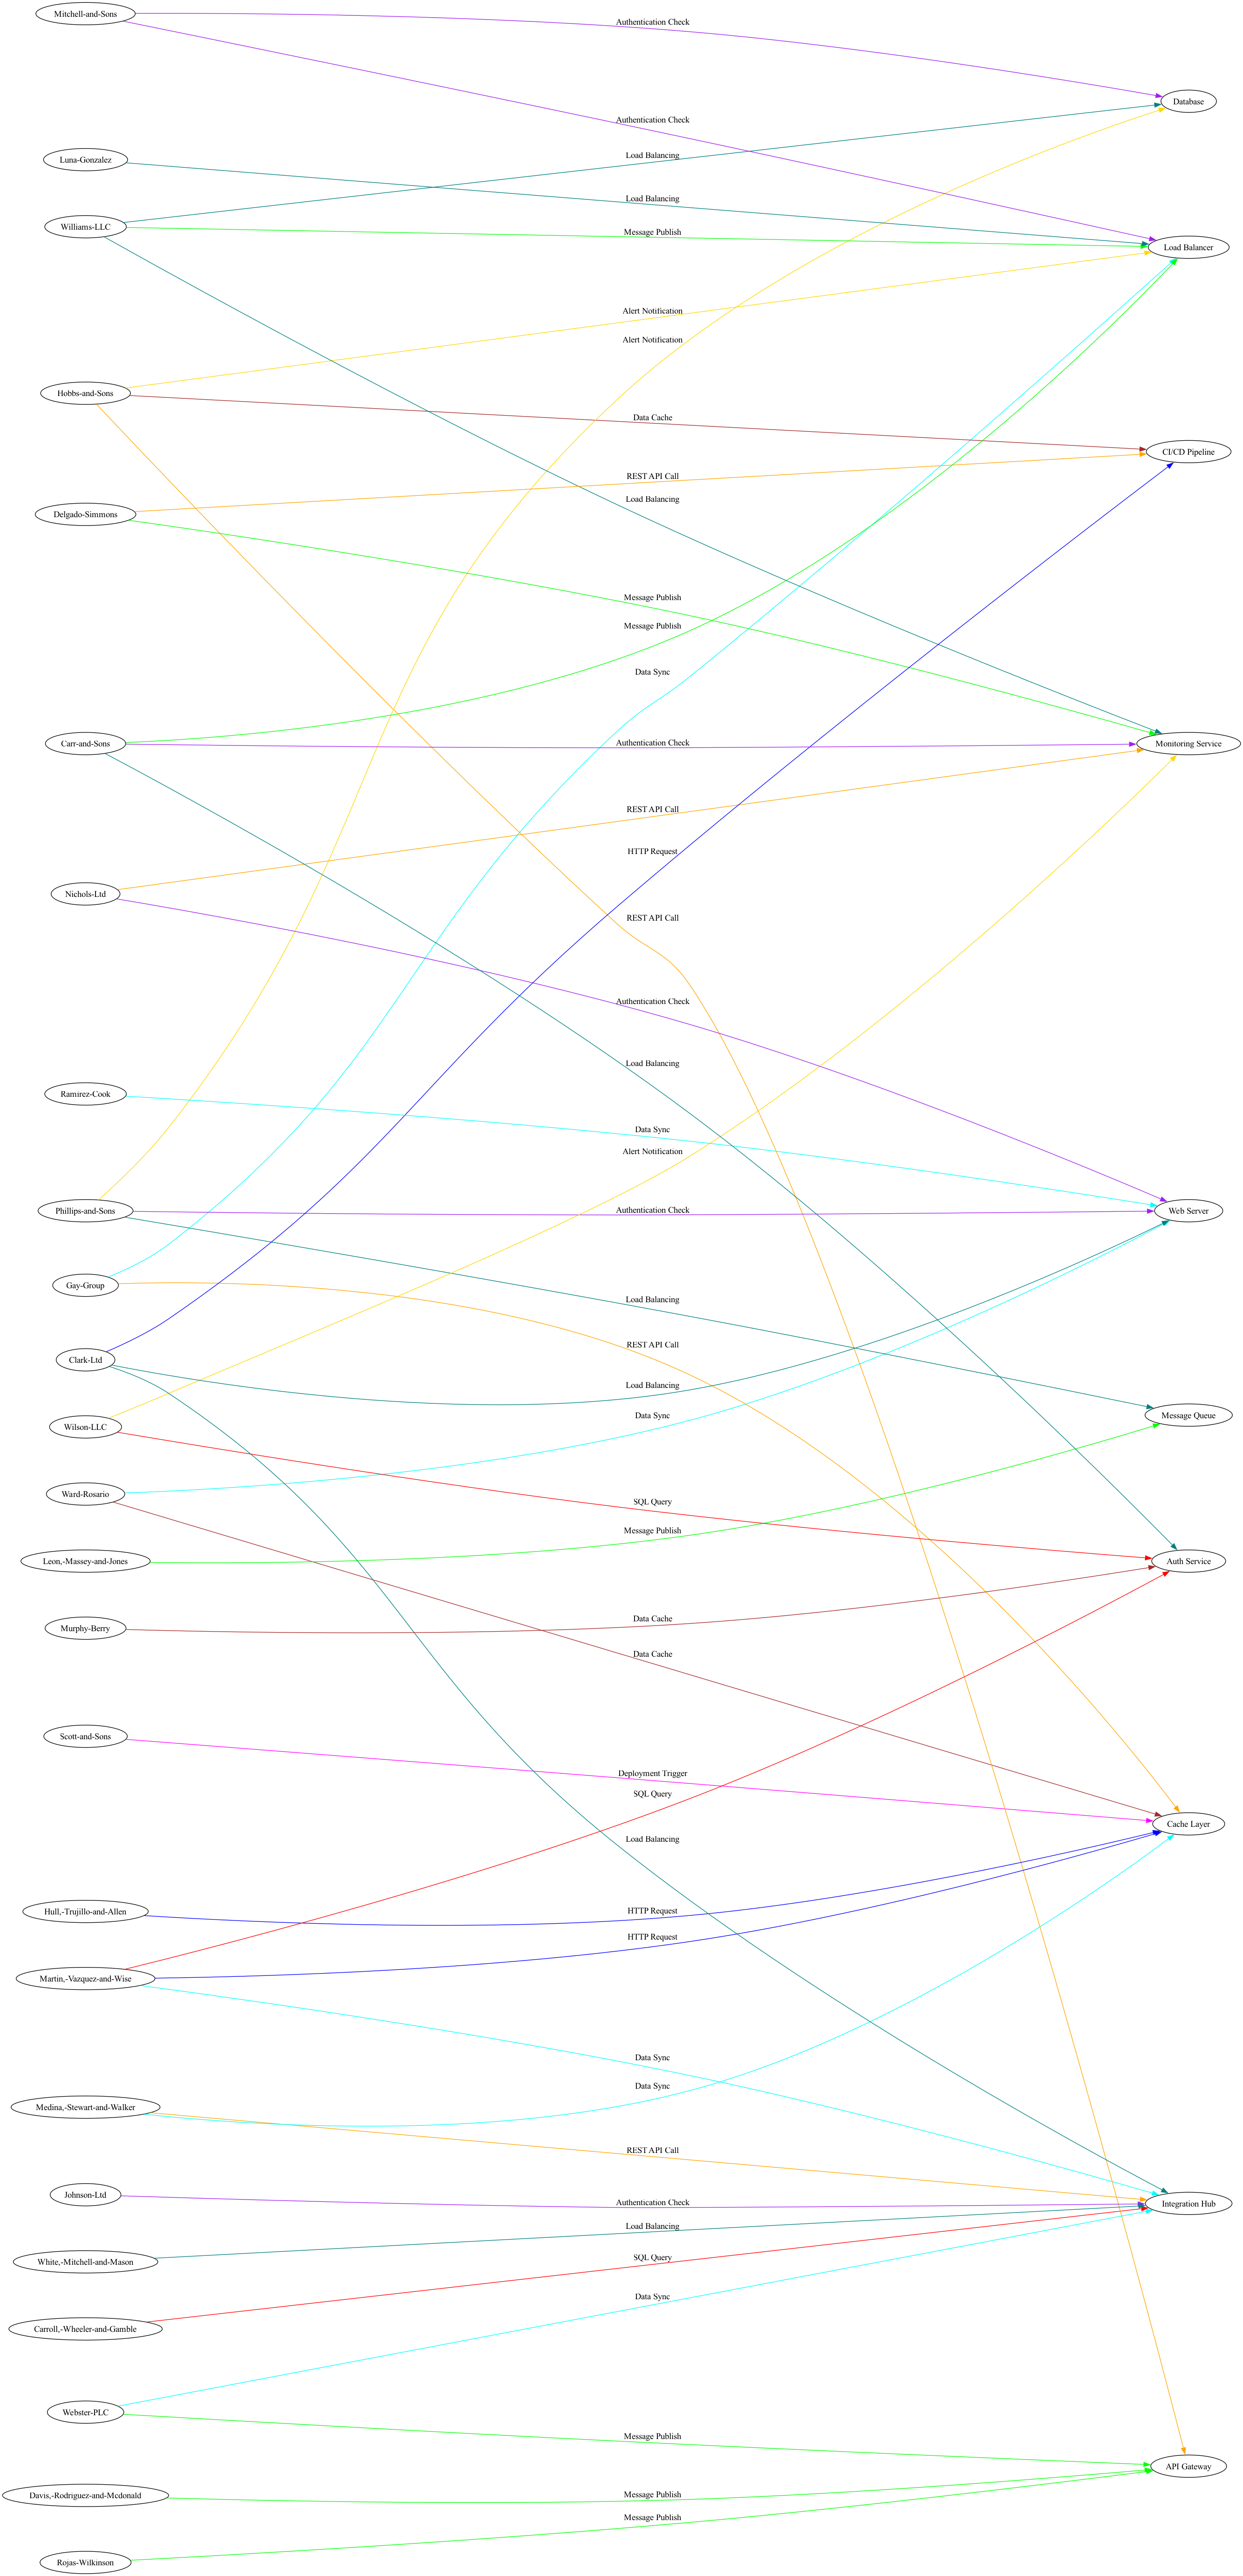 Mitchell-and-Sons
Authentication Check
Database
Authentication Check
Load Balancing
Luna-Gonzalez
Load Balancing
Williams-LLC
Message Publish
Load Balancer
Alert Notification
Alert Notification
Hobbs-and-Sons
Data Cache
CI/CD Pipeline
REST API Call
Load Balancing
Delgado-Simmons
Message Publish
Message Publish
Data Sync
Carr-and-Sons
Authentication Check
Monitoring Service
REST API Call
HTTP Request
Nichols-Ltd
REST API Call
Authentication Check
Load Balancing
Ramirez-Cook
Data Sync
Alert Notification
Phillips-and-Sons
Authentication Check
Web Server
Gay-Group
Load Balancing
REST API Call
Clark-Ltd
Load Balancing
Data Sync
Message Queue
Wilson-LLC
Ward-Rosario
SQL Query
Message Publish
Leon,-Massey-and-Jones
Auth Service
Data Cache
Murphy-Berry
Data Cache
Scott-and-Sons
Deployment Trigger
SQL Query
Cache Layer
Load Balancing
Hull,-Trujillo-and-Allen
HTTP Request
HTTP Request
Martin,-Vazquez-and-Wise
Data Sync
Data Sync
Medina,-Stewart-and-Walker
REST API Call
Johnson-Ltd
Authentication Check
Integration Hub
Load Balancing
White,-Mitchell-and-Mason
SQL Query
Data Sync
Carroll,-Wheeler-and-Gamble
Webster-PLC
Message Publish
API Gateway
Message Publish
Davis,-Rodriguez-and-Mcdonald
Message Publish
Rojas-Wilkinson